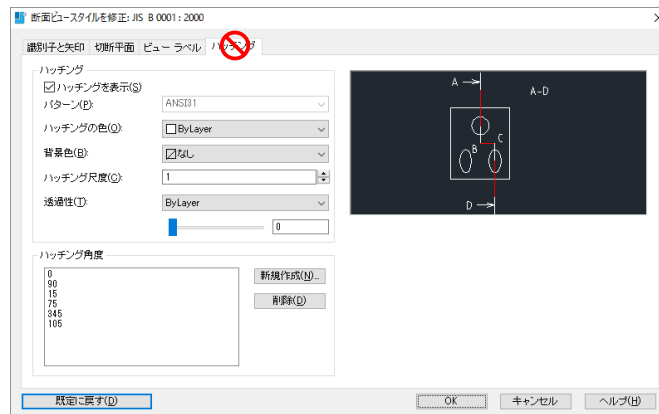 断面ビュースタイルを修正: JIS B 0001 : 2000
識別子と矢印 切断平面 ビュー ラベル ハッチング
ハッチング
ハッチングを表示(S)
パターン(P): ANSI31
ハッチングの色(O): ByLayer
背景色(B): なし
ハッチング尺度(C): 1
透過性(T): ByLayer
0
A A-D
C
B
D
ハッチング角度
0
90
15
75
345
105
新規作成(N)...
削除(D)
既定に戻す(D) OK キャンセル ヘルプ(H)